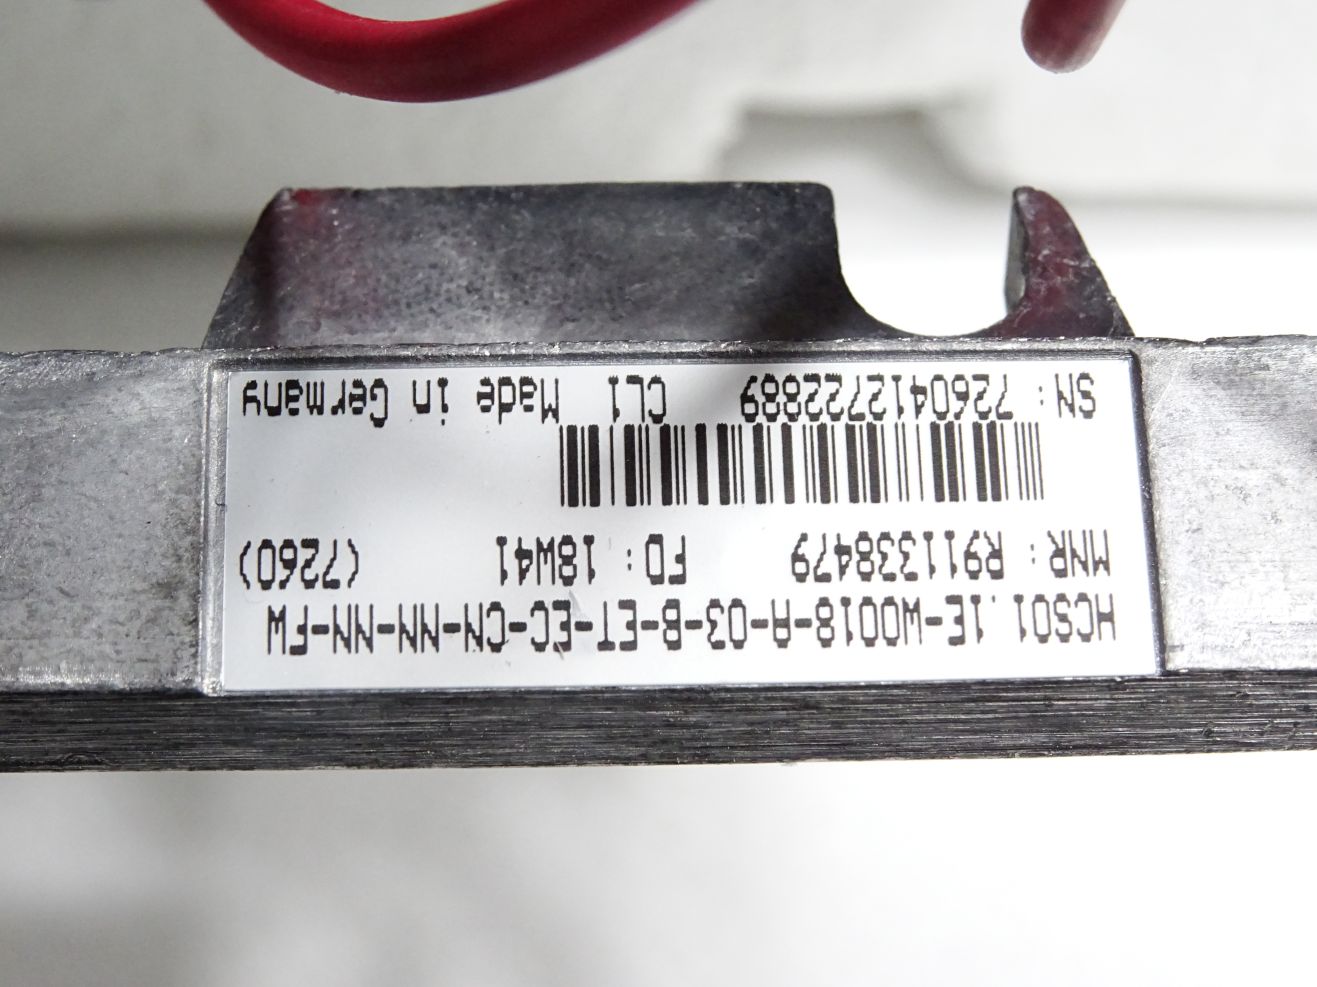 HCS01.1E-W0018-A-03-B-ET-EC-CN-NN-NN-FW
MNR: R911338479 FD: 18W41 (7260)
SN: 7260412722889 CL1 Made in Germany